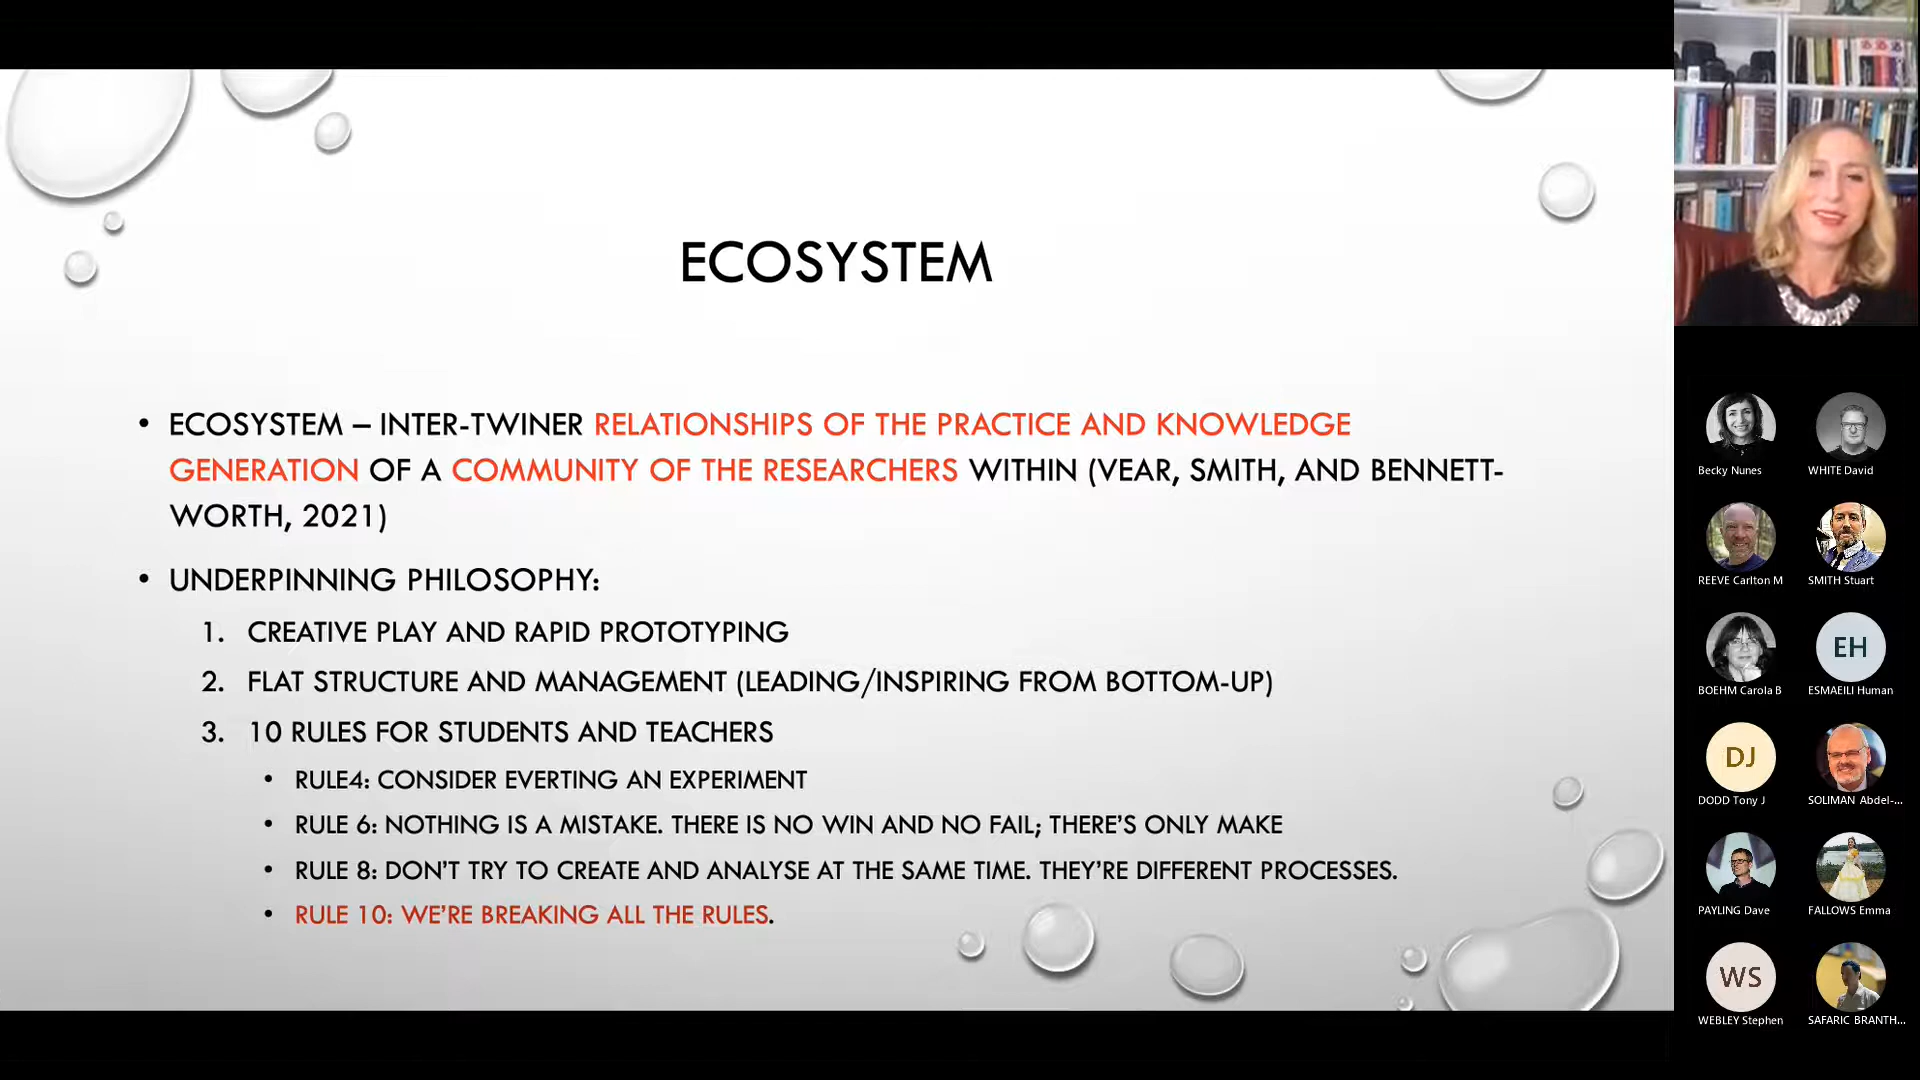 ECOSYSTEM
• ECOSYSTEM – INTER-TWINER RELATIONSHIPS OF THE PRACTICE AND KNOWLEDGE
GENERATION OF A COMMUNITY OF THE RESEARCHERS WITHIN (VEAR, SMITH, AND BENNETT-
WORTH, 2021)
• UNDERPINNING PHILOSOPHY:
1. CREATIVE PLAY AND RAPID PROTOTYPING
2. FLAT STRUCTURE AND MANAGEMENT (LEADING/INSPIRING FROM BOTTOM-UP)
3. 10 RULES FOR STUDENTS AND TEACHERS
• RULE4: CONSIDER EVERTING AN EXPERIMENT
• RULE 6: NOTHING IS A MISTAKE. THERE IS NO WIN AND NO FAIL; THERE'S ONLY MAKE
• RULE 8: DON'T TRY TO CREATE AND ANALYSE AT THE SAME TIME. THEY'RE DIFFERENT PROCESSES.
• RULE 10: WE'RE BREAKING ALL THE RULES.
Becky Nunes
WHITE David
REEVE Carlton M
SMITH Stuart
EH
BOEHM Carola B
ESMAEILI Human
DJ
DODD Tony J
SOLIMAN Abdel-...
PAYLING Dave
FALLOWS Emma
WS
WEBLEY Stephen
SAFARIC BRANTH...